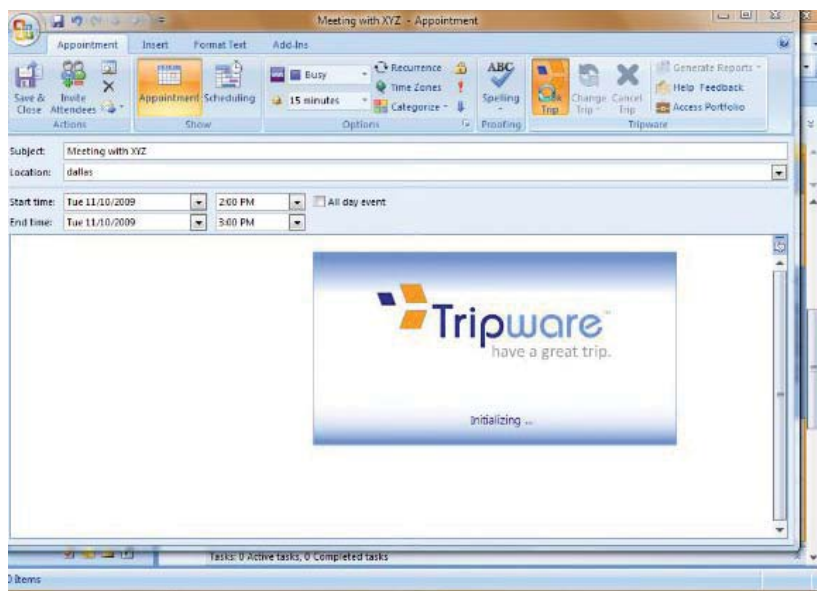 Meeting with XYZ - Appointment
Appointment Insert Format Text Add-Ins
Save & Close
Invite Attendees
Actions
Appointment Scheduling
Show
Busy
15 minutes
Recurrence
Time Zones
Categorize
Options
ABC
Spelling
Proofing
Book Trip
Change Trip
Cancel Trip
Generate Reports
Help Feedback
Access Portfolio
Tripware
Subject: Meeting with XYZ
Location: dallas
Start time: Tue 11/10/2009 2:00 PM All day event
End time: Tue 11/10/2009 3:00 PM
Tripware
have a great trip.
Initializing ...
Tasks: 0 Active tasks, 0 Completed tasks
0 Items